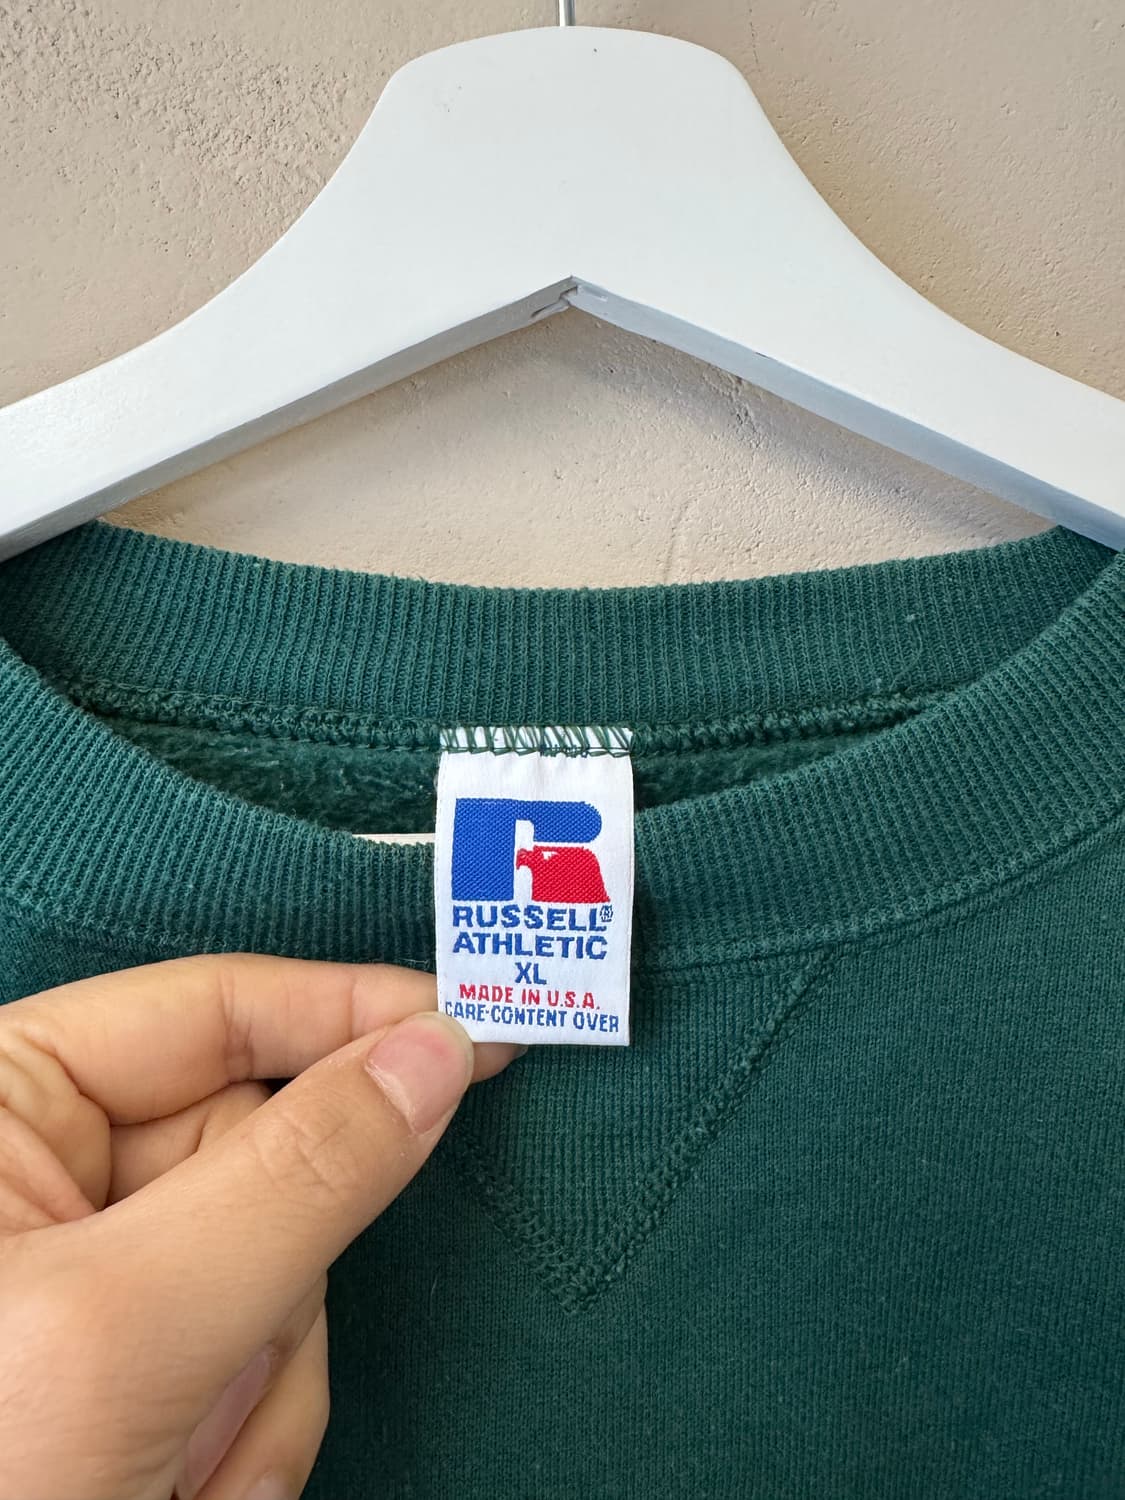 RUSSELL®
ATHLETIC
XL
MADE IN U.S.A.
CARE-CONTENT OVER